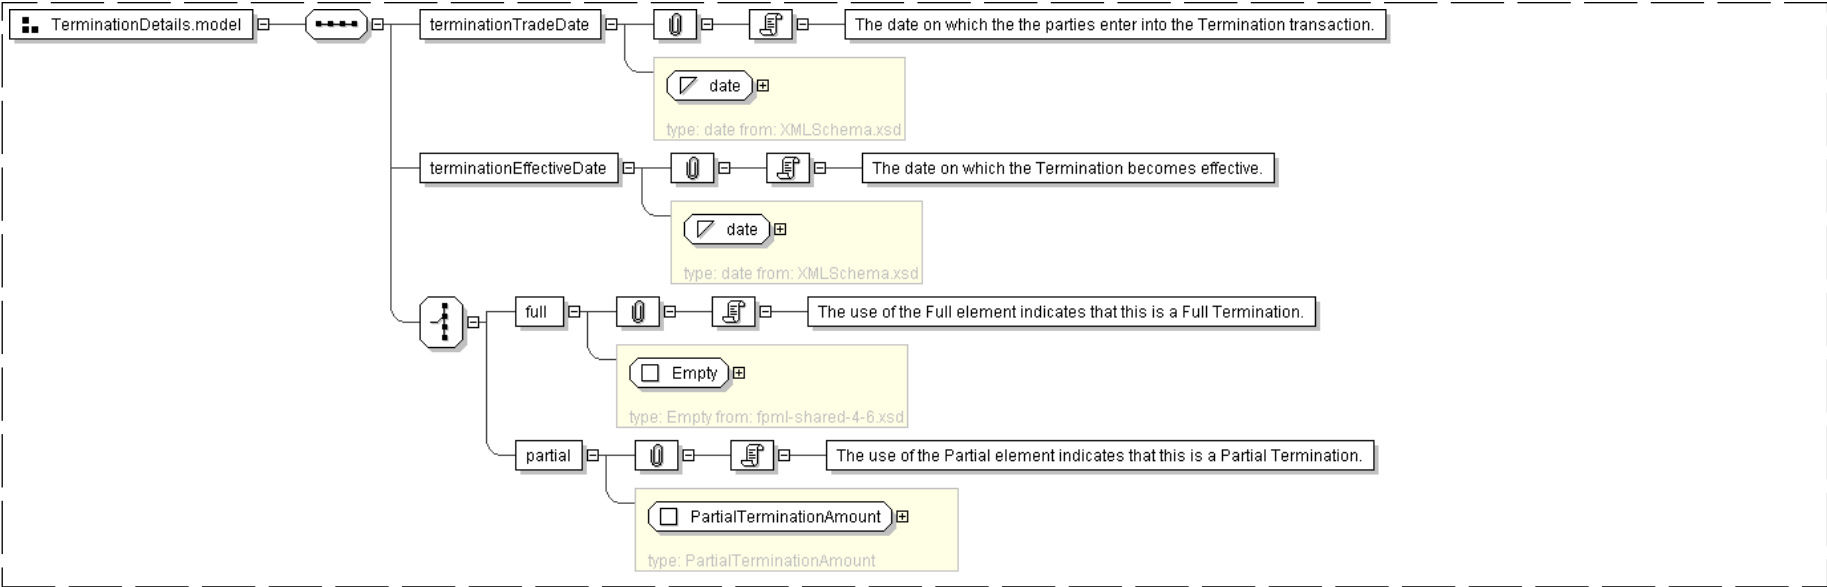 TerminationDetails.model
terminationTradeDate
The date on which the the parties enter into the Termination transaction.
date
type: date from: XMLSchema.xsd
terminationEffectiveDate
The date on which the Termination becomes effective.
date
type: date from: XMLSchema.xsd
full
The use of the Full element indicates that this is a Full Termination.
Empty
type: Empty from: fpml-shared-4-6.xsd
partial
The use of the Partial element indicates that this is a Partial Termination.
PartialTerminationAmount
type: PartialTerminationAmount